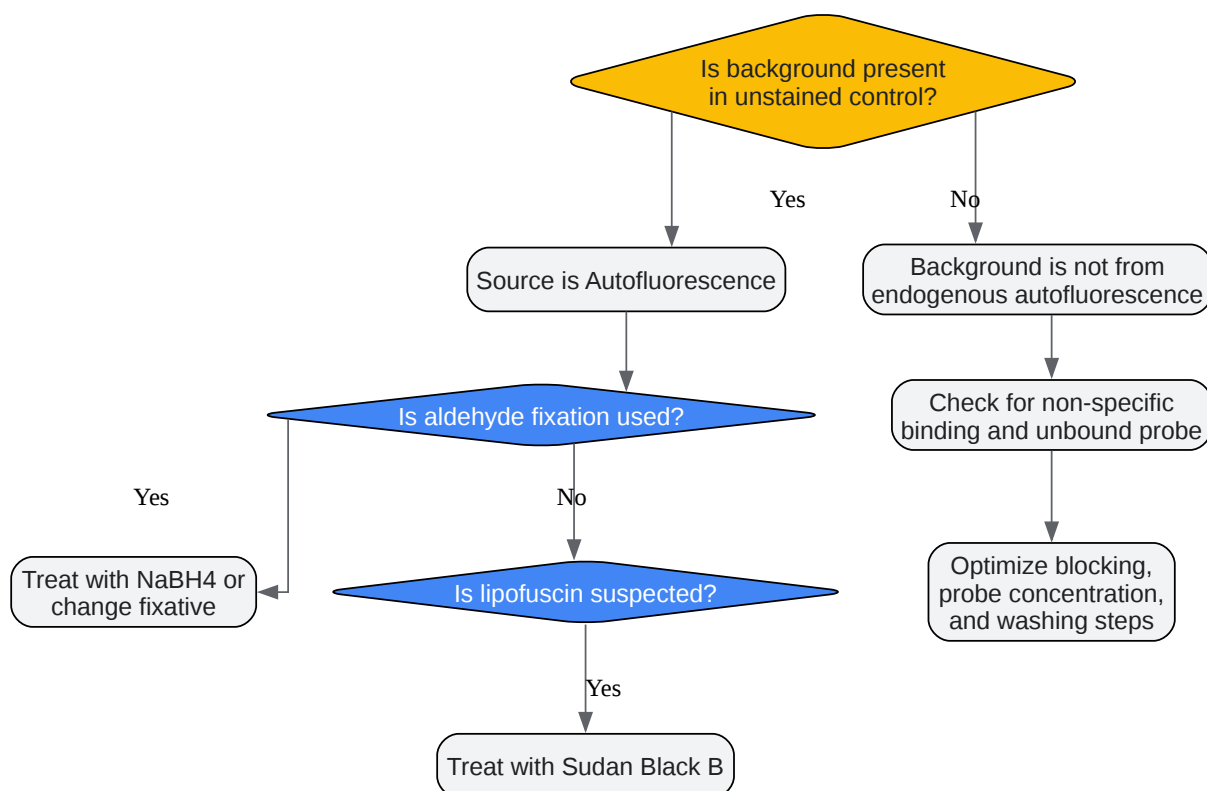 Is background present
in unstained control?
Yes
No
Source is Autofluorescence
Background is not from
endogenous autofluorescence
Is aldehyde fixation used?
Check for non-specific
binding and unbound probe
Yes
No
Treat with NaBH4 or
change fixative
Is lipofuscin suspected?
Optimize blocking,
probe concentration,
and washing steps
Yes
Treat with Sudan Black B